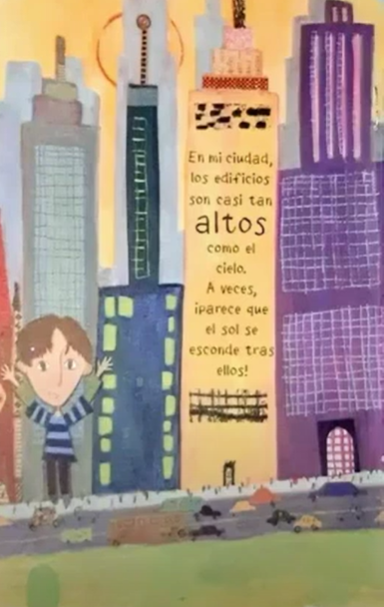 En mi ciudad,
los edificios
son casi tan
altos
como el
cielo.
A veces,
¡parece que
el sol se
esconde tras
ellos!